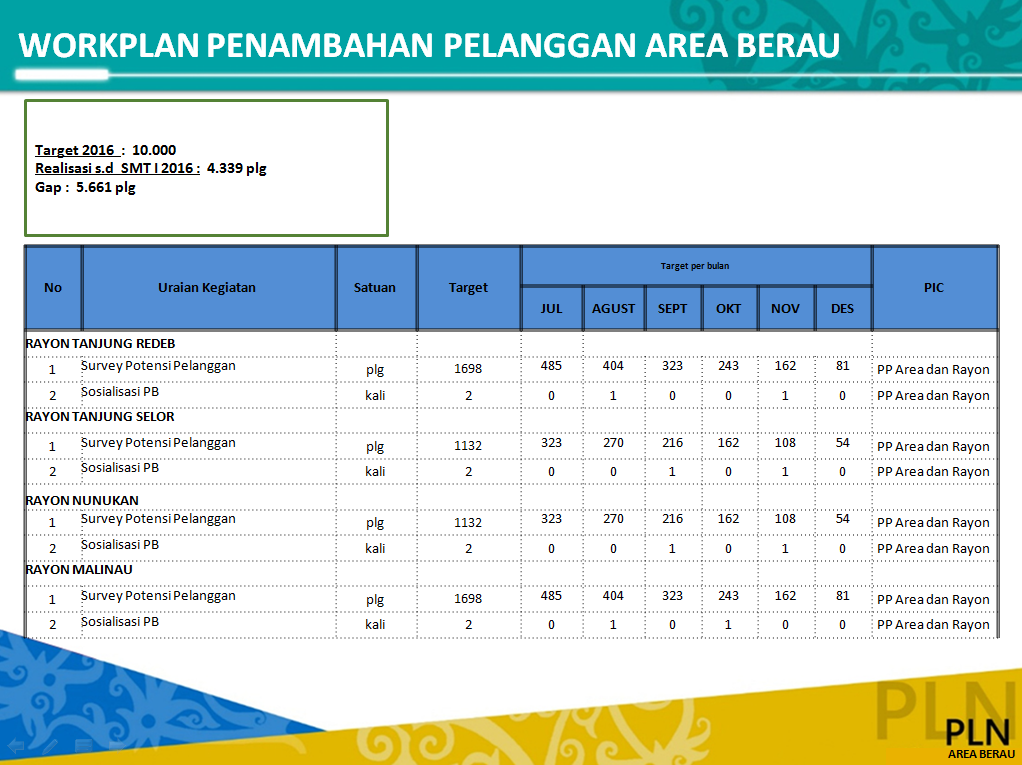 WORKPLAN PENAMBAHAN PELANGGAN AREA BERAU
Target 2016 : 10.000
Realisasi s.d SMT I 2016 : 4.339 plg
Gap : 5.661 plg
No Uraian Kegiatan Satuan Target Target per bulan PIC
JUL AGUST SEPT OKT NOV DES
RAYON TANJUNG REDEB
1 Survey Potensi Pelanggan plg 1698 485 404 323 243 162 81 PP Area dan Rayon
2 Sosialisasi PB kali 2 0 1 0 0 1 0 PP Area dan Rayon
RAYON TANJUNG SELOR
1 Survey Potensi Pelanggan plg 1132 323 270 216 162 108 54 PP Area dan Rayon
2 Sosialisasi PB kali 2 0 0 1 0 1 0 PP Area dan Rayon
RAYON NUNUKAN
1 Survey Potensi Pelanggan plg 1132 323 270 216 162 108 54 PP Area dan Rayon
2 Sosialisasi PB kali 2 0 0 1 0 1 0 PP Area dan Rayon
RAYON MALINAU
1 Survey Potensi Pelanggan plg 1698 485 404 323 243 162 81 PP Area dan Rayon
2 Sosialisasi PB kali 2 0 1 0 1 0 0 PP Area dan Rayon
PLN
PLN
AREA BERAU